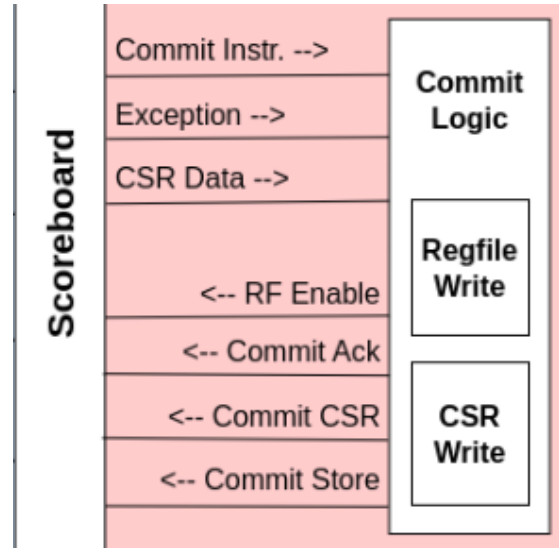 Scoreboard
Commit Instr. -->
Exception -->
CSR Data -->
<-- RF Enable
<-- Commit Ack
<-- Commit CSR
<-- Commit Store
Commit
Logic
Regfile
Write
CSR
Write